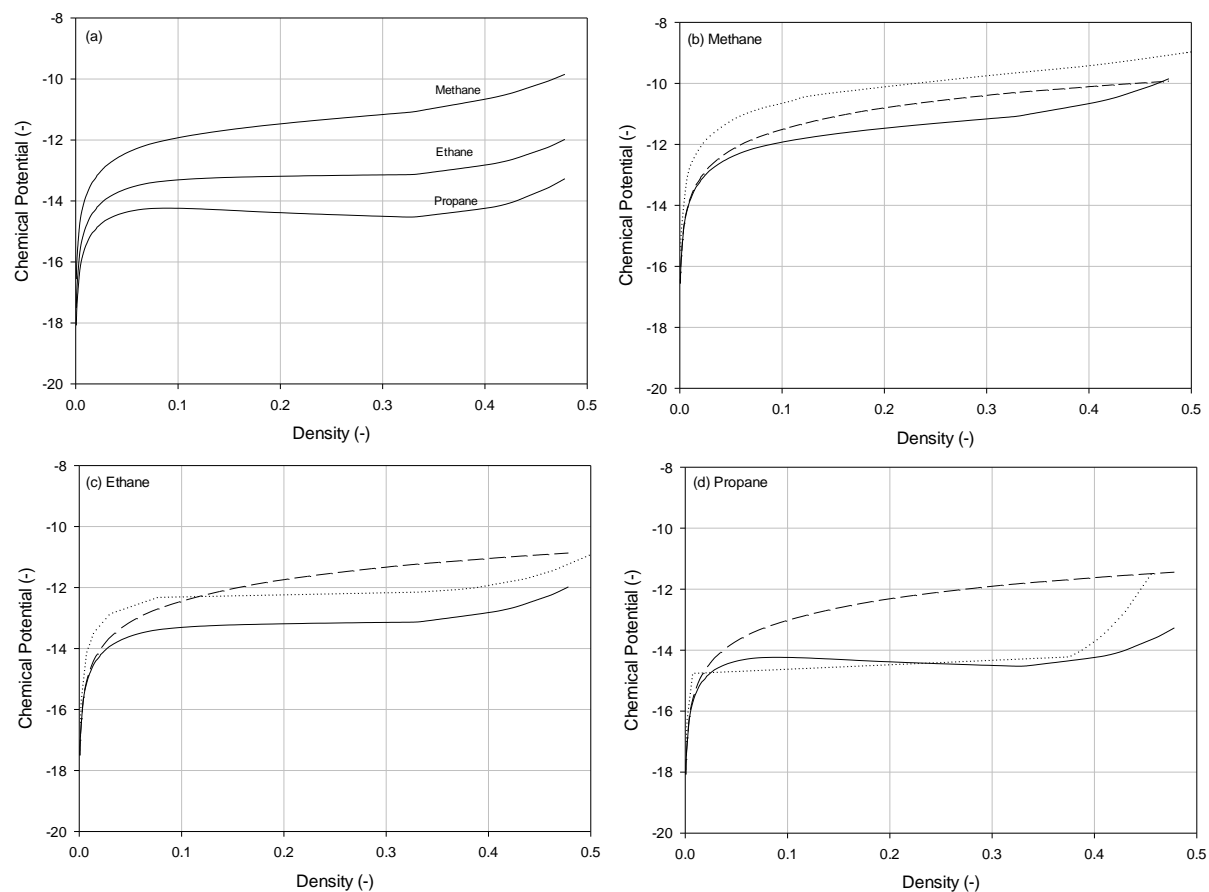 (a)
Methane
Ethane
Propane
Chemical Potential (-)
-8
-10
-12
-14
-16
-18
-20
0.0 0.1 0.2 0.3 0.4 0.5
Density (-)
(b) Methane
Chemical Potential (-)
-8
-10
-12
-14
-16
-18
-20
0.0 0.1 0.2 0.3 0.4 0.5
Density (-)
(c) Ethane
Chemical Potential (-)
-8
-10
-12
-14
-16
-18
-20
0.0 0.1 0.2 0.3 0.4 0.5
Density (-)
(d) Propane
Chemical Potential (-)
-8
-10
-12
-14
-16
-18
-20
0.0 0.1 0.2 0.3 0.4 0.5
Density (-)